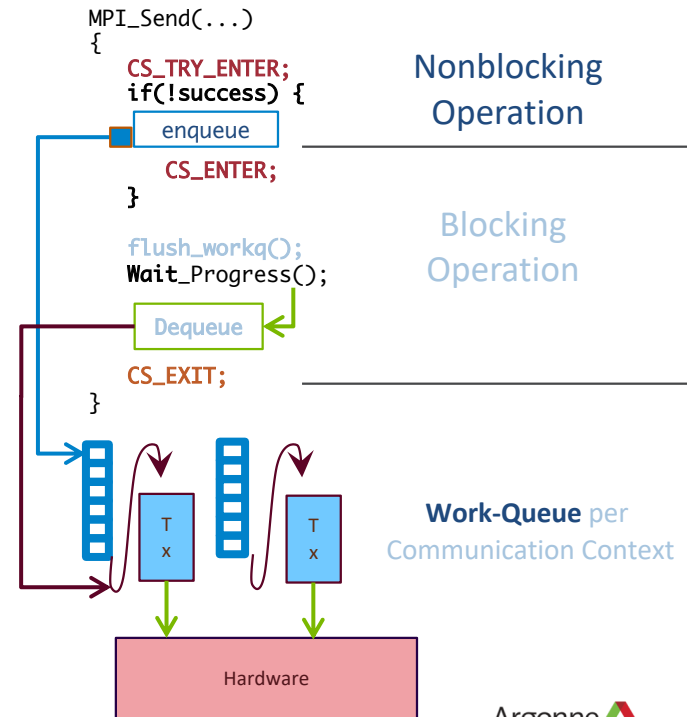 MPI_Send(...)
{
CS_TRY_ENTER;
if(!success) {
enqueue
CS_ENTER;
}
flush_workq();
Wait_Progress();
Dequeue
CS_EXIT;
}
Nonblocking
Operation
Blocking
Operation
T
x
T
x
Work-Queue per
Communication Context
Hardware
Argonne